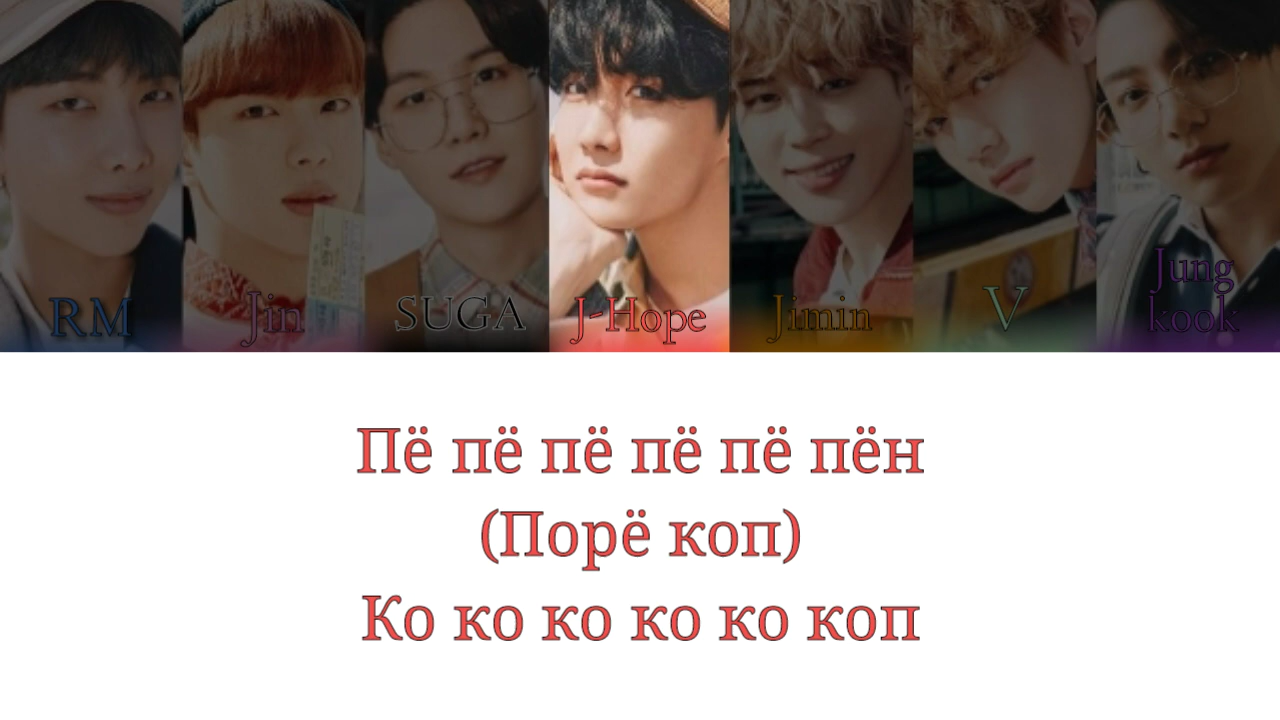 RM Jin SUGA J-Hope Jimin V Jung
kook
Пё пё пё пё пё пён
(Порё коп)
Ко ко ко ко ко коп